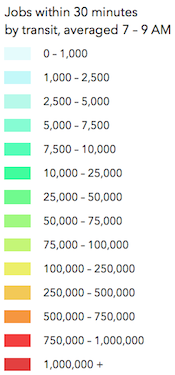 Jobs within 30 minutes
by transit, averaged 7 – 9 AM
0 – 1,000
1,000 – 2,500
2,500 – 5,000
5,000 – 7,500
7,500 – 10,000
10,000 – 25,000
25,000 – 50,000
50,000 – 75,000
75,000 – 100,000
100,000 – 250,000
250,000 – 500,000
500,000 – 750,000
750,000 – 1,000,000
1,000,000 +